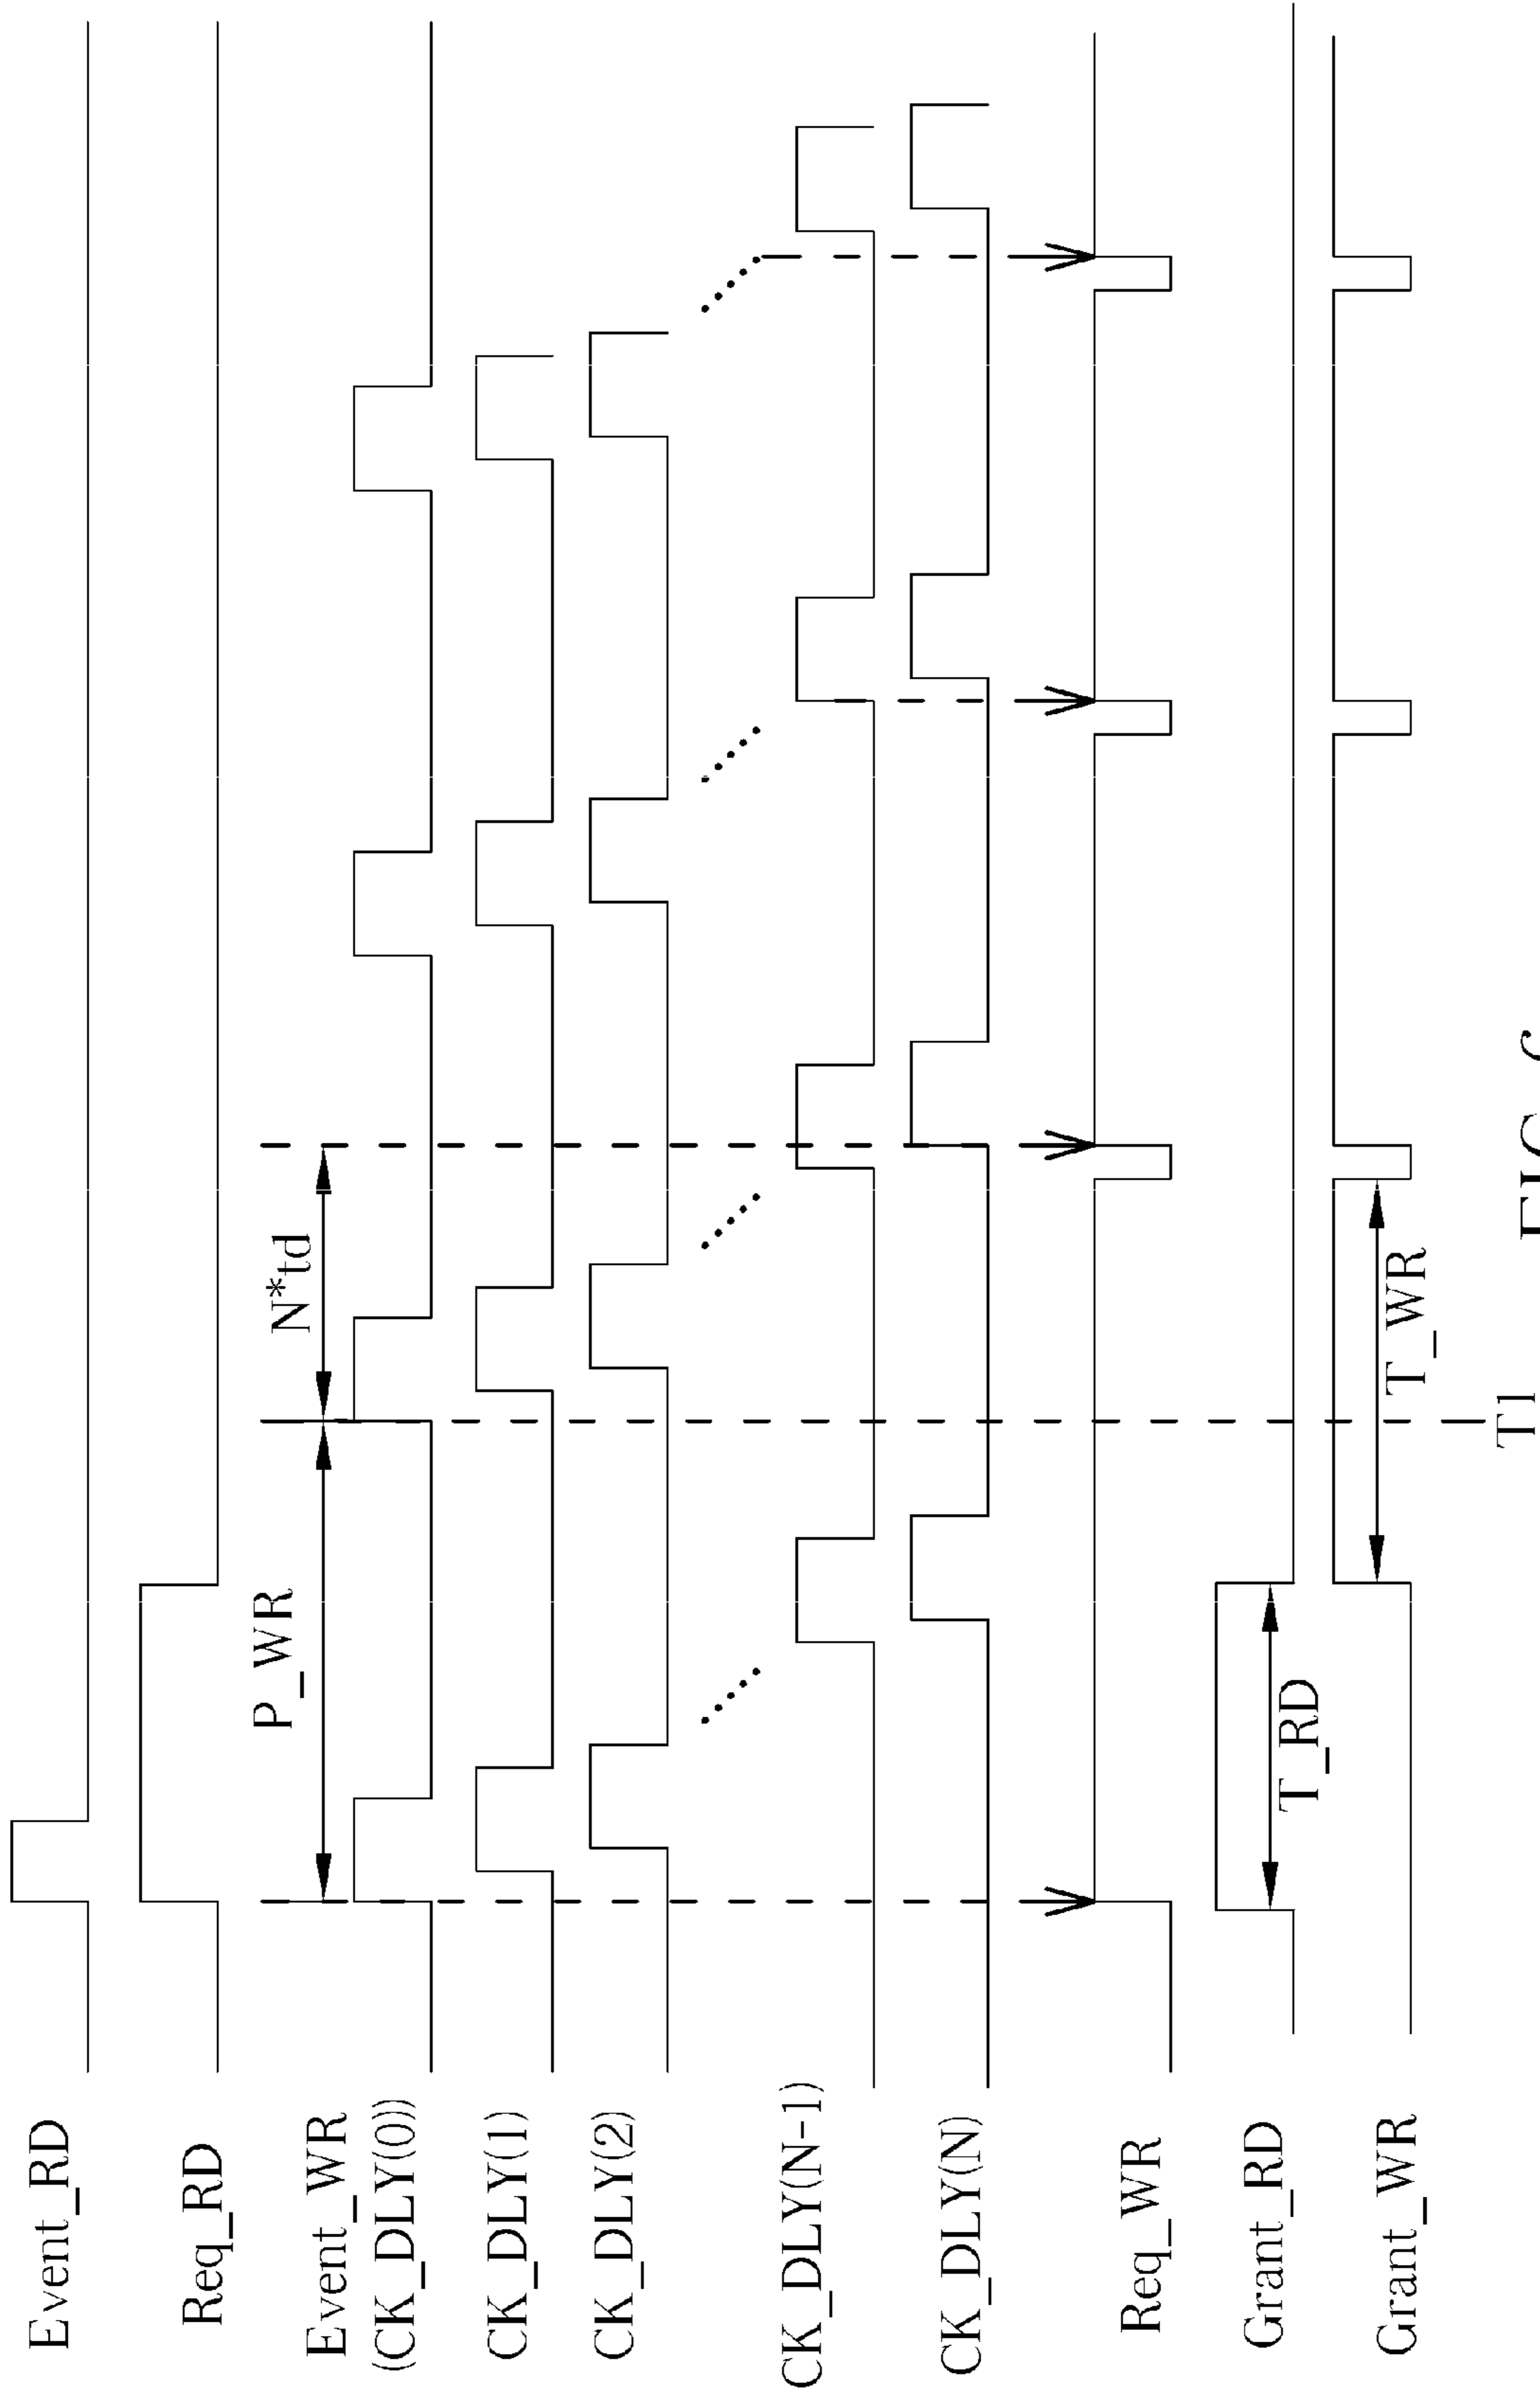 Event_RD
Req_RD
P_WR
N*td
Event_WR
(CK_DLY(0))
CK_DLY(1)
CK_DLY(2)
CK_DLY(N-1)
CK_DLY(N)
Req_WR
Grant_RD
T_RD
Grant_WR
T_WR
T1